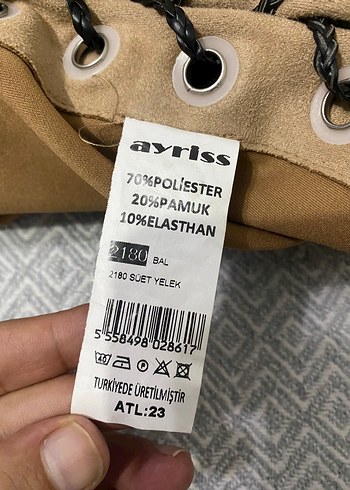 ayriss
70%POLİESTER
20%PAMUK
10%ELASTHAN
2180 BAL
2180 SÜET YELEK
5 558498 028617
40 P
TURKİYEDE ÜRETİLMİŞTİR
ATL:23